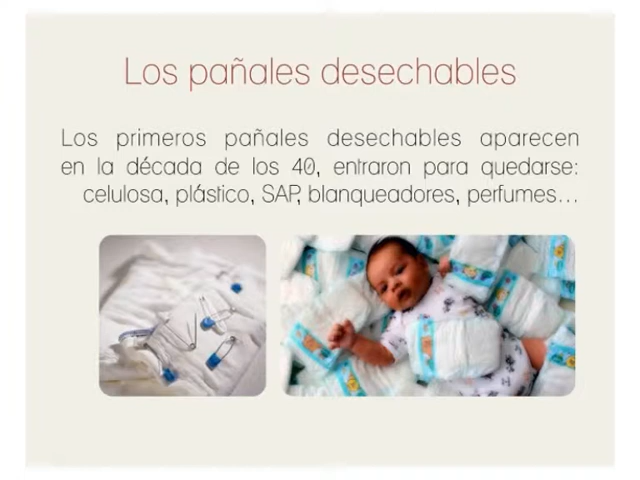 Los pañales desechables
Los primeros pañales desechables aparecen
en la década de los 40, entraron para quedarse:
celulosa, plástico, SAP, blanqueadores, perfumes...